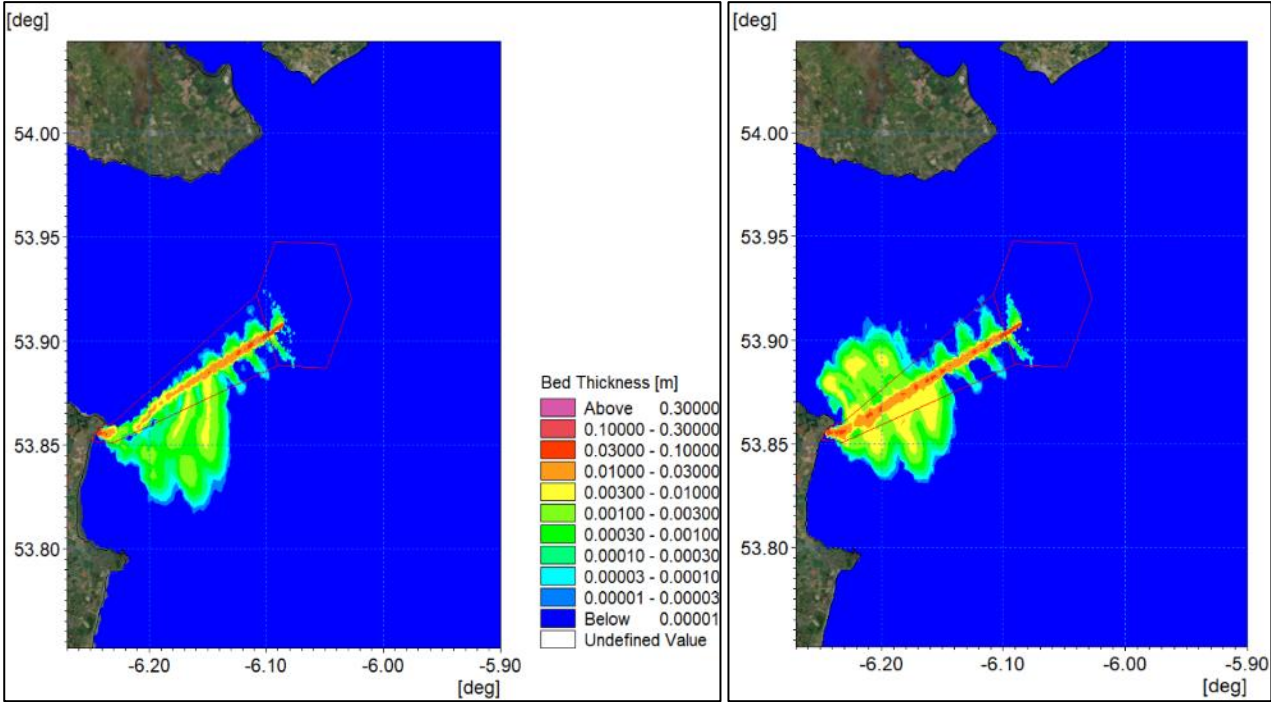 [deg]
54.00
53.95
53.90
53.85
53.80
-6.20
-6.10
-6.00
-5.90
[deg]
Bed Thickness [m]
Above 0.30000
0.10000 - 0.30000
0.03000 - 0.10000
0.01000 - 0.03000
0.00300 - 0.01000
0.00100 - 0.00300
0.00030 - 0.00100
0.00010 - 0.00030
0.00003 - 0.00010
0.00001 - 0.00003
Below 0.00001
Undefined Value
[deg]
54.00
53.95
53.90
53.85
53.80
-6.20
-6.10
-6.00
-5.90
[deg]